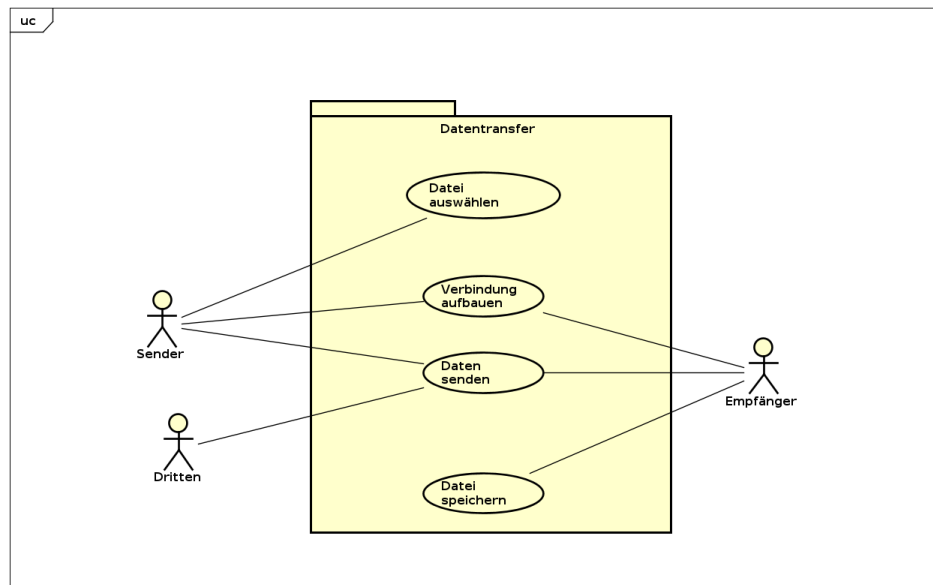 uc
Datentransfer
Datei
auswählen
Verbindung
aufbauen
Sender
Daten
senden
Empfänger
Dritten
Datei
speichern